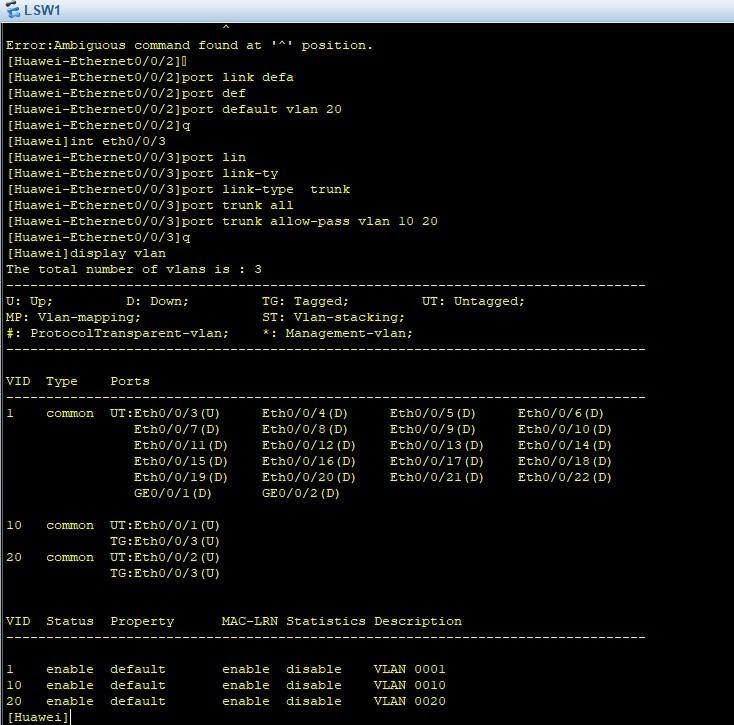 LSW1
^
Error:Ambiguous command found at '^' position.
[Huawei-Ethernet0/0/2]▯
[Huawei-Ethernet0/0/2]port link defa
[Huawei-Ethernet0/0/2]port def
[Huawei-Ethernet0/0/2]port default vlan 20
[Huawei-Ethernet0/0/2]q
[Huawei]int eth0/0/3
[Huawei-Ethernet0/0/3]port lin
[Huawei-Ethernet0/0/3]port link-ty
[Huawei-Ethernet0/0/3]port link-type  trunk
[Huawei-Ethernet0/0/3]port trunk all
[Huawei-Ethernet0/0/3]port trunk allow-pass vlan 10 20
[Huawei-Ethernet0/0/3]q
[Huawei]display vlan
The total number of vlans is : 3
--------------------------------------------------------------------------------
U: Up;         D: Down;         TG: Tagged;         UT: Untagged;
MP: Vlan-mapping;               ST: Vlan-stacking;
#: ProtocolTransparent-vlan;    *: Management-vlan;
--------------------------------------------------------------------------------
VID  Type    Ports
--------------------------------------------------------------------------------
1    common  UT:Eth0/0/3(U)     Eth0/0/4(D)     Eth0/0/5(D)     Eth0/0/6(D)
                Eth0/0/7(D)     Eth0/0/8(D)     Eth0/0/9(D)     Eth0/0/10(D)
                Eth0/0/11(D)    Eth0/0/12(D)    Eth0/0/13(D)    Eth0/0/14(D)
                Eth0/0/15(D)    Eth0/0/16(D)    Eth0/0/17(D)    Eth0/0/18(D)
                Eth0/0/19(D)    Eth0/0/20(D)    Eth0/0/21(D)    Eth0/0/22(D)
                GE0/0/1(D)      GE0/0/2(D)
10   common  UT:Eth0/0/1(U)
             TG:Eth0/0/3(U)
20   common  UT:Eth0/0/2(U)
             TG:Eth0/0/3(U)
VID  Status  Property      MAC-LRN Statistics Description
--------------------------------------------------------------------------------
1    enable  default       enable  disable    VLAN 0001
10   enable  default       enable  disable    VLAN 0010
20   enable  default       enable  disable    VLAN 0020
[Huawei]